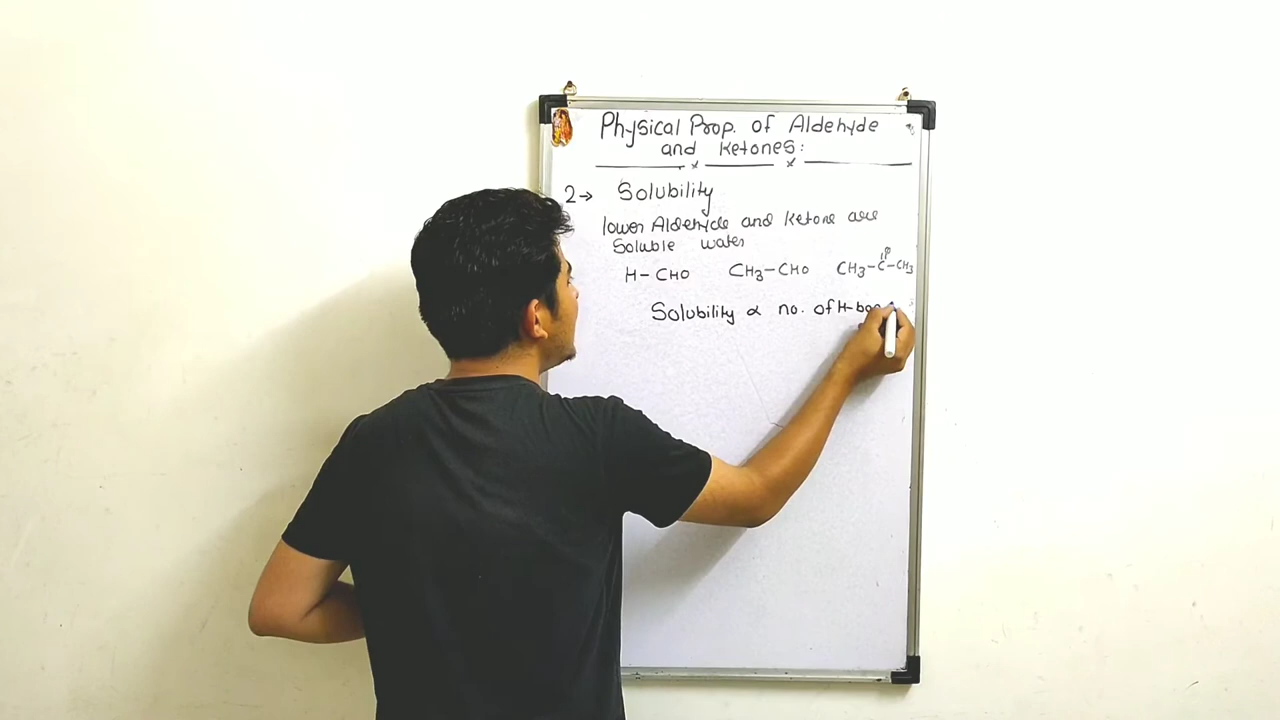 Physical Prop. of Aldehyde
and Ketones:
2→ Solubility
lower Aldehyde and Ketone are
Soluble water
H-CHO CH₃-CHO CH₃-C-CH₃
O
Solubility ∝ no. of H-bo